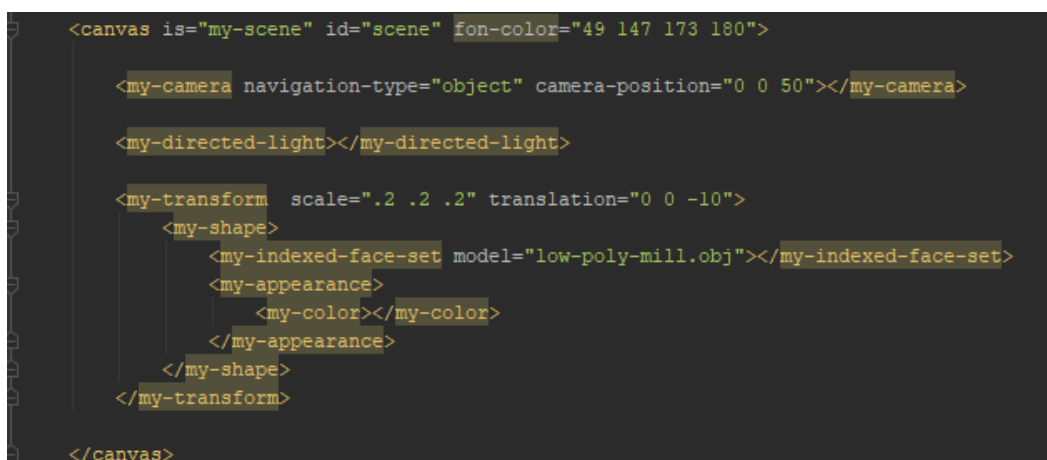 <canvas is="my-scene" id="scene" fon-color="49 147 173 180">
<my-camera navigation-type="object" camera-position="0 0 50"></my-camera>
<my-directed-light></my-directed-light>
<my-transform  scale=".2 .2 .2" translation="0 0 -10">
<my-shape>
<my-indexed-face-set model="low-poly-mill.obj"></my-indexed-face-set>
<my-appearance>
<my-color></my-color>
</my-appearance>
</my-shape>
</my-transform>
</canvas>